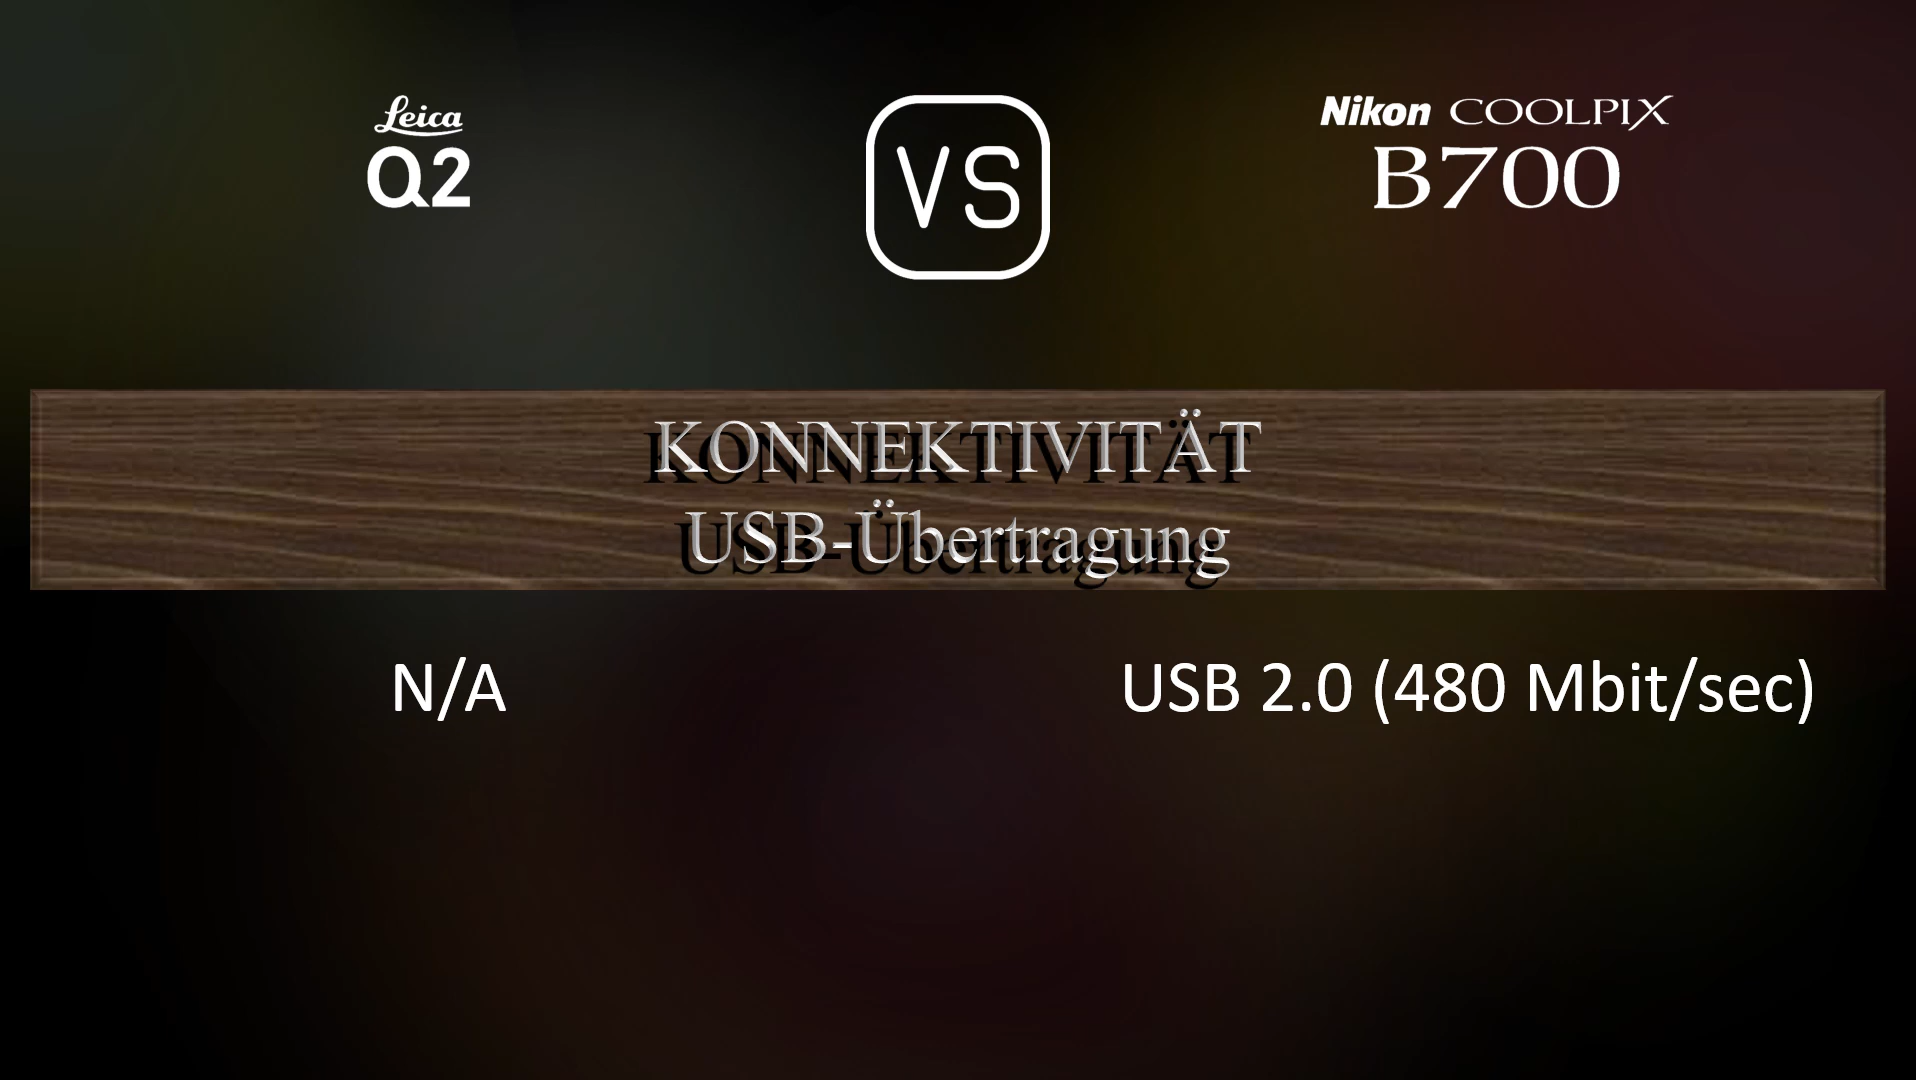 Leica
Q2
VS
Nikon COOLPIX
B700
KONNEKTIVITÄT
USB-Übertragung
N/A
USB 2.0 (480 Mbit/sec)